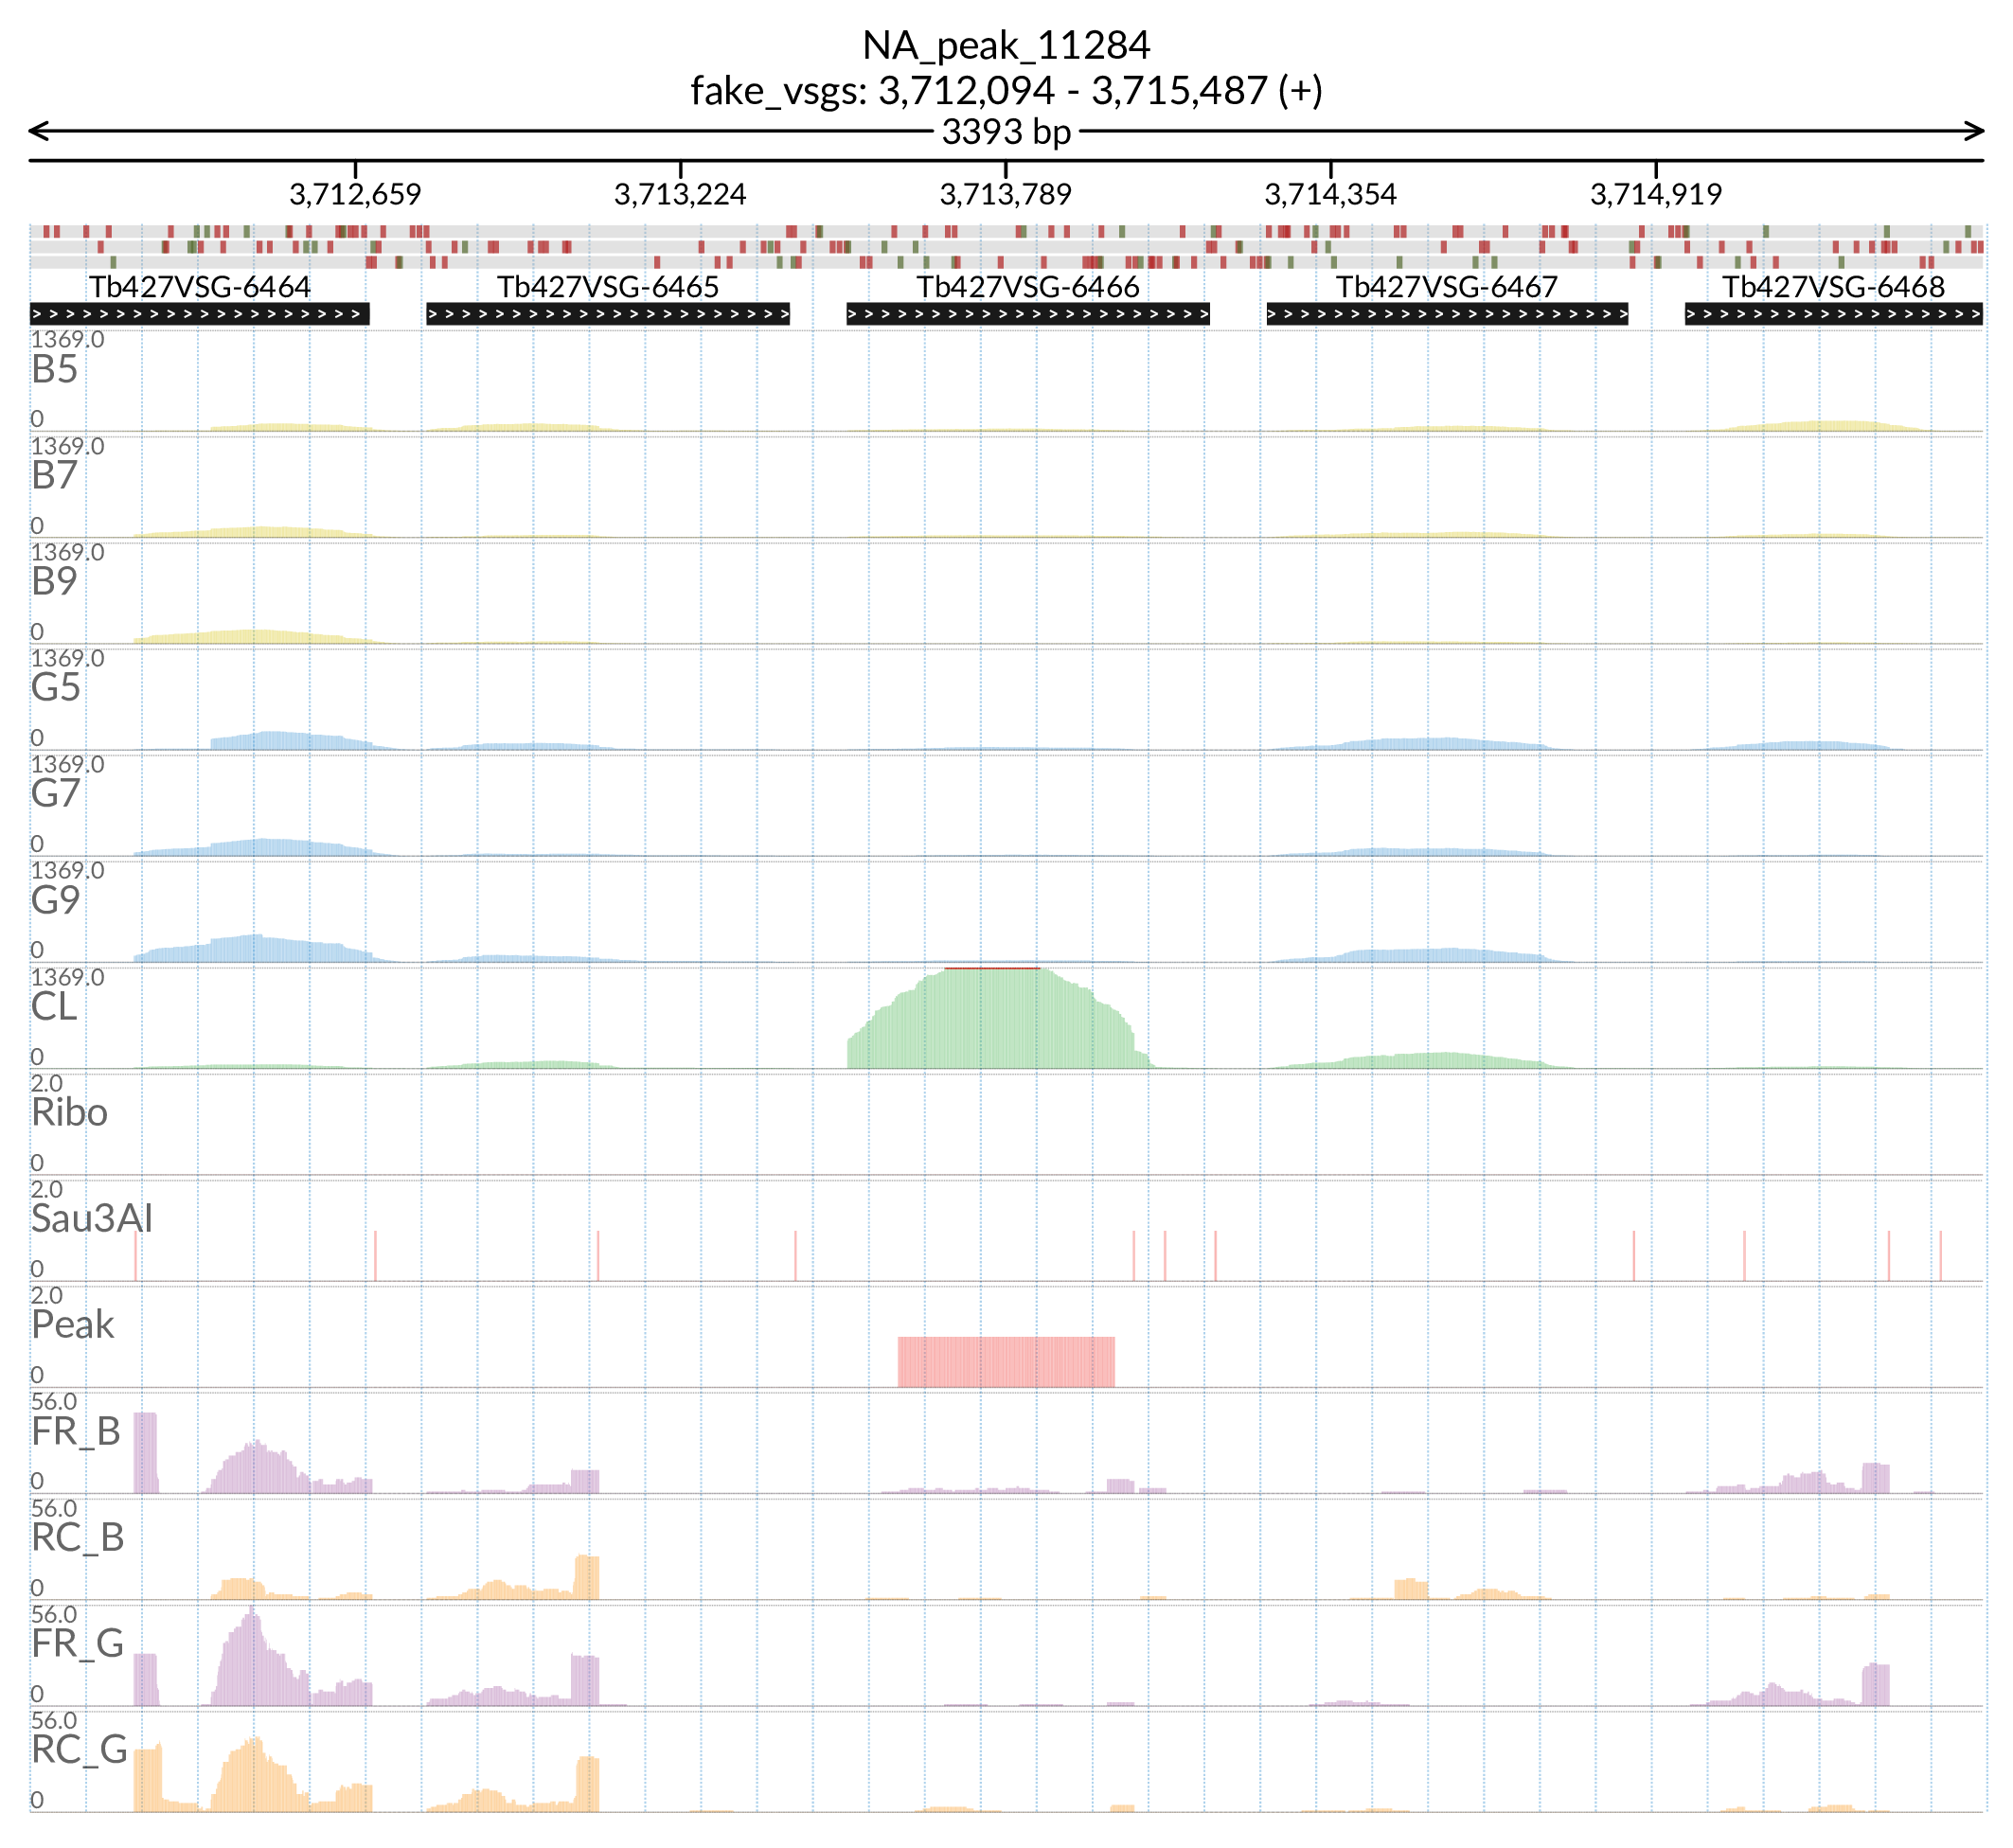 NA_peak_11284
fake_vsgs: 3,712,094 - 3,715,487 (+)
3393 bp
3,712,659 3,713,224 3,713,789 3,714,354 3,714,919
Tb427VSG-6464 Tb427VSG-6465 Tb427VSG-6466 Tb427VSG-6467 Tb427VSG-6468
1369.0
B5
0
1369.0
B7
0
1369.0
B9
0
1369.0
G5
0
1369.0
G7
0
1369.0
G9
0
1369.0
CL
0
2.0
Ribo
0
2.0
Sau3AI
0
2.0
Peak
0
56.0
FR_B
0
56.0
RC_B
0
56.0
FR_G
0
56.0
RC_G
0